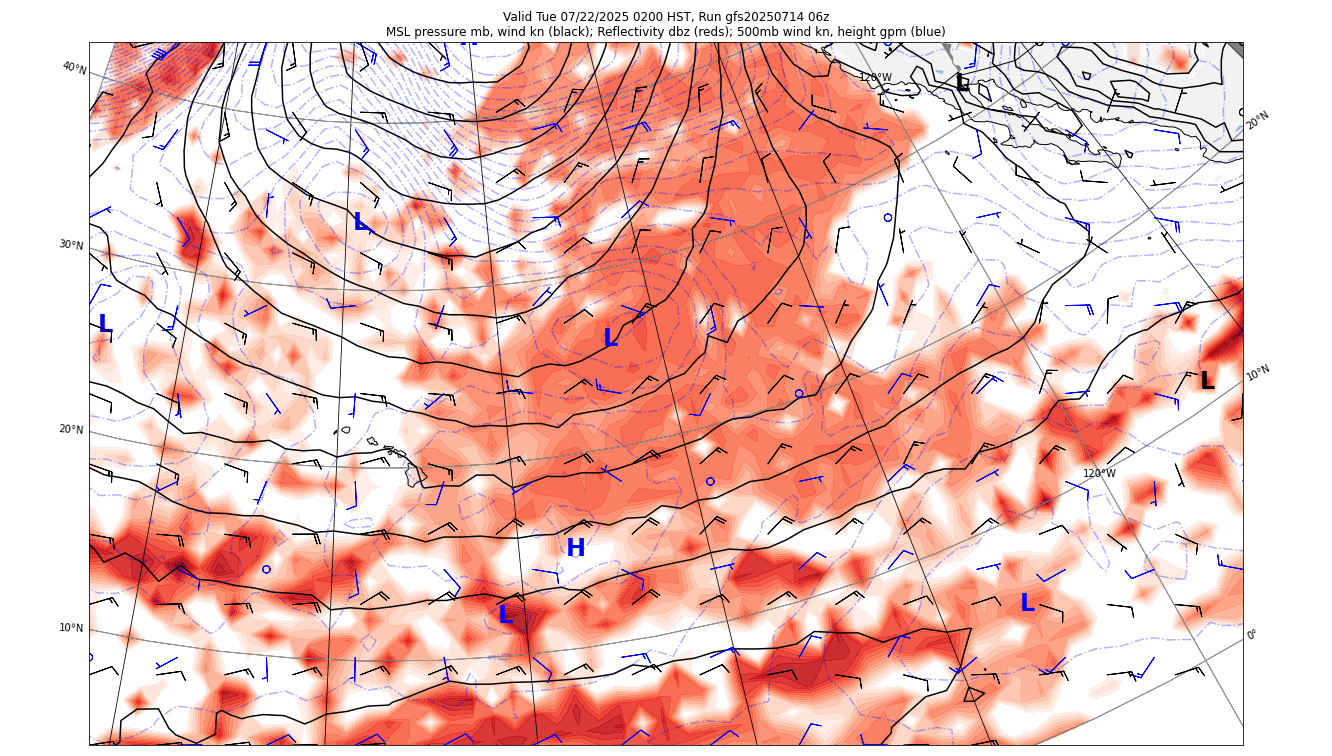 Valid Tue 07/22/2025 0200 HST, Run gfs20250714 06z
MSL pressure mb, wind kn (black); Reflectivity dbz (reds); 500mb wind kn, height gpm (blue)
40°N
120°W
L
20°N
L
30°N
L
L
10°N
L
20°N
120°W
H
L
L
10°N
0°